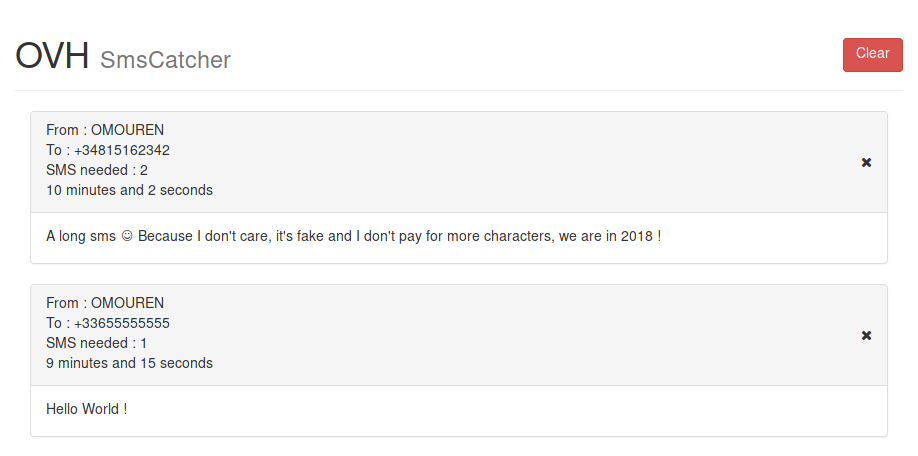 OVH SmsCatcher
Clear
From : OMOUREN
To : +34815162342
SMS needed : 2
10 minutes and 2 seconds
A long sms ☺ Because I don't care, it's fake and I don't pay for more characters, we are in 2018 !
From : OMOUREN
To : +33655555555
SMS needed : 1
9 minutes and 15 seconds
Hello World !